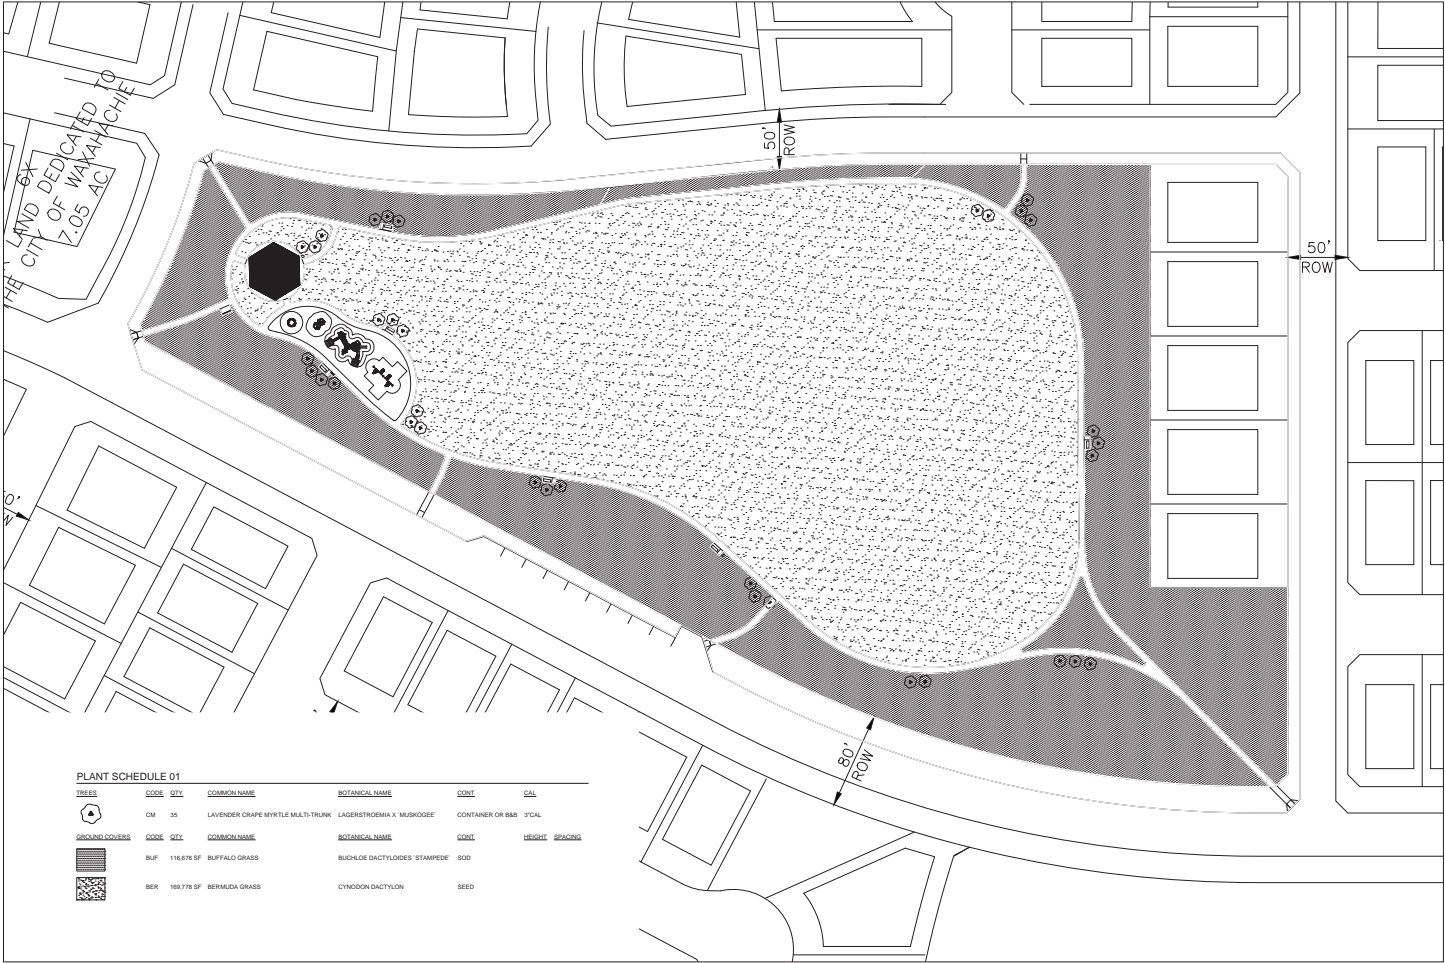 6X
LAND DEDICATED TO
CITY OF WAXAHACHIE
7.05 AC
50'
ROW
50'
ROW
80'
ROW
PLANT SCHEDULE 01
TREES CODE QTY COMMON NAME BOTANICAL NAME CONT CAL
CM 35 LAVENDER CRAPE MYRTLE MULTI-TRUNK LAGERSTROEMIA X `MUSKOGEE` CONTAINER OR B&B 3"CAL
GROUND COVERS CODE QTY COMMON NAME BOTANICAL NAME CONT HEIGHT SPACING
BUF 116,676 SF BUFFALO GRASS BUCHLOE DACTYLOIDES `STAMPEDE` SOD
BER 169,778 SF BERMUDA GRASS CYNODON DACTYLON SEED